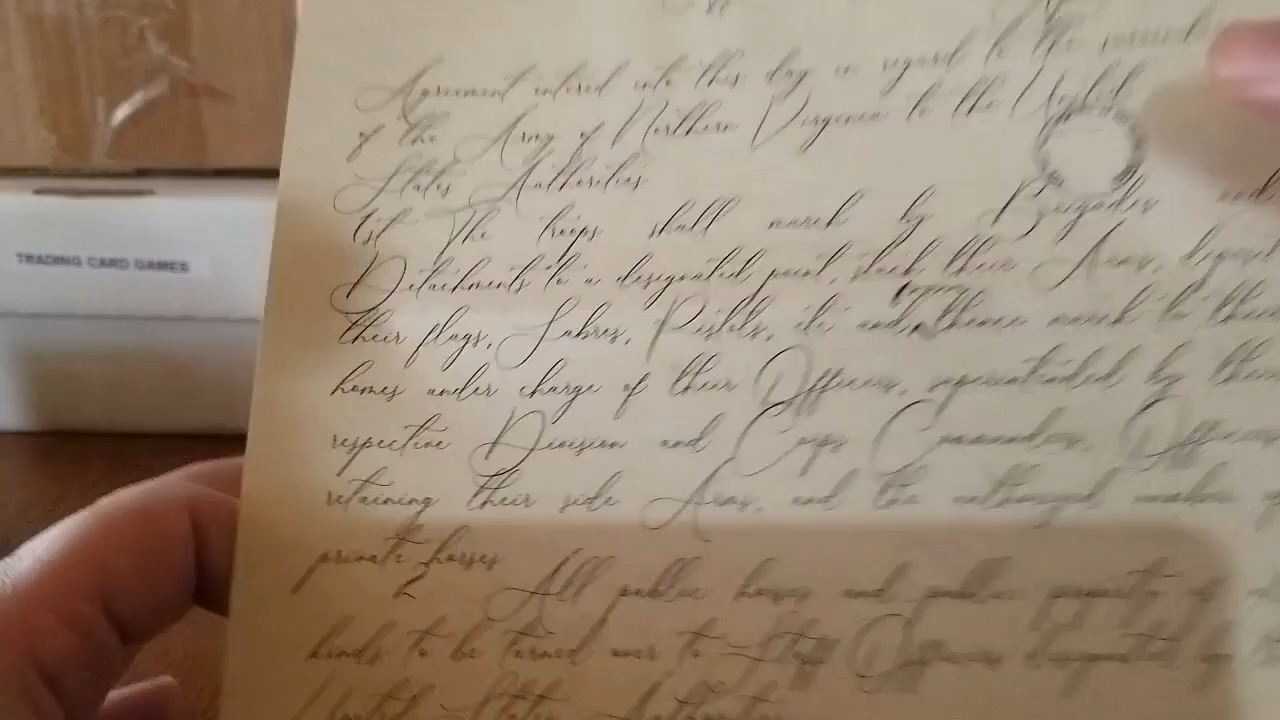 TRADING CARD GAMES
Agreement entered into this day in regard to the surrender
of the Army of Northern Virginia to the United
States Authorities
1st The troops shall march by Brigades and
Detachments to a designated point, stack their Arms, deposit
their flags, Sabres, Pistols, etc and thence march to their
homes under charge of their Officers, superintended by their
respective Division and Corps Commanders, Officers
retaining their side Arms, and the authorized number of
private horses
2 All public horses and public property of all
kinds to be turned over to Staff Officers designated by
United States Authorities